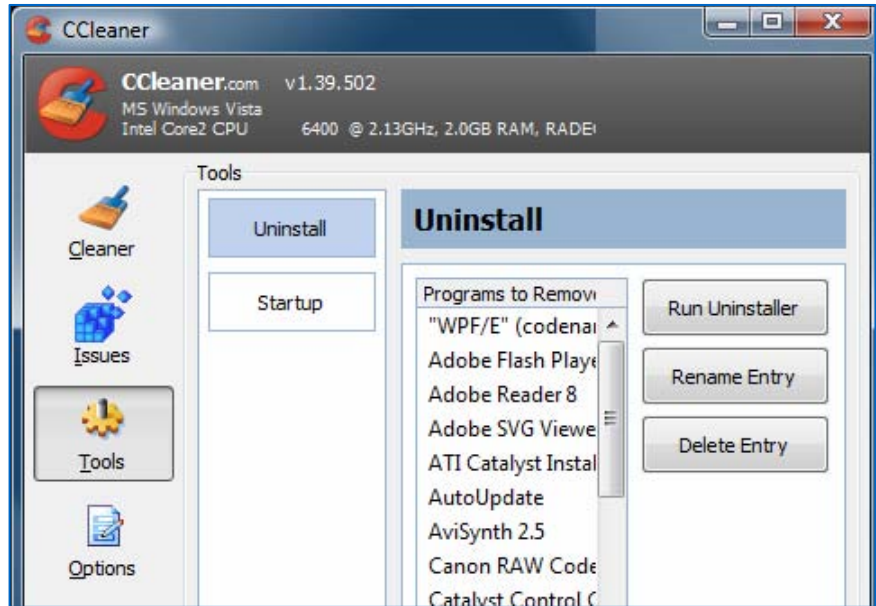 CCleaner
CCleaner.com v1.39.502
MS Windows Vista
Intel Core2 CPU 6400 @ 2.13GHz, 2.0GB RAM, RADE
Tools
Cleaner
Issues
Tools
Options
Uninstall
Startup
Uninstall
Programs to Remov
"WPF/E" (codena
Adobe Flash Playe
Adobe Reader 8
Adobe SVG Viewe
ATI Catalyst Instal
AutoUpdate
AviSynth 2.5
Canon RAW Code
Catalyst Control C
Run Uninstaller
Rename Entry
Delete Entry